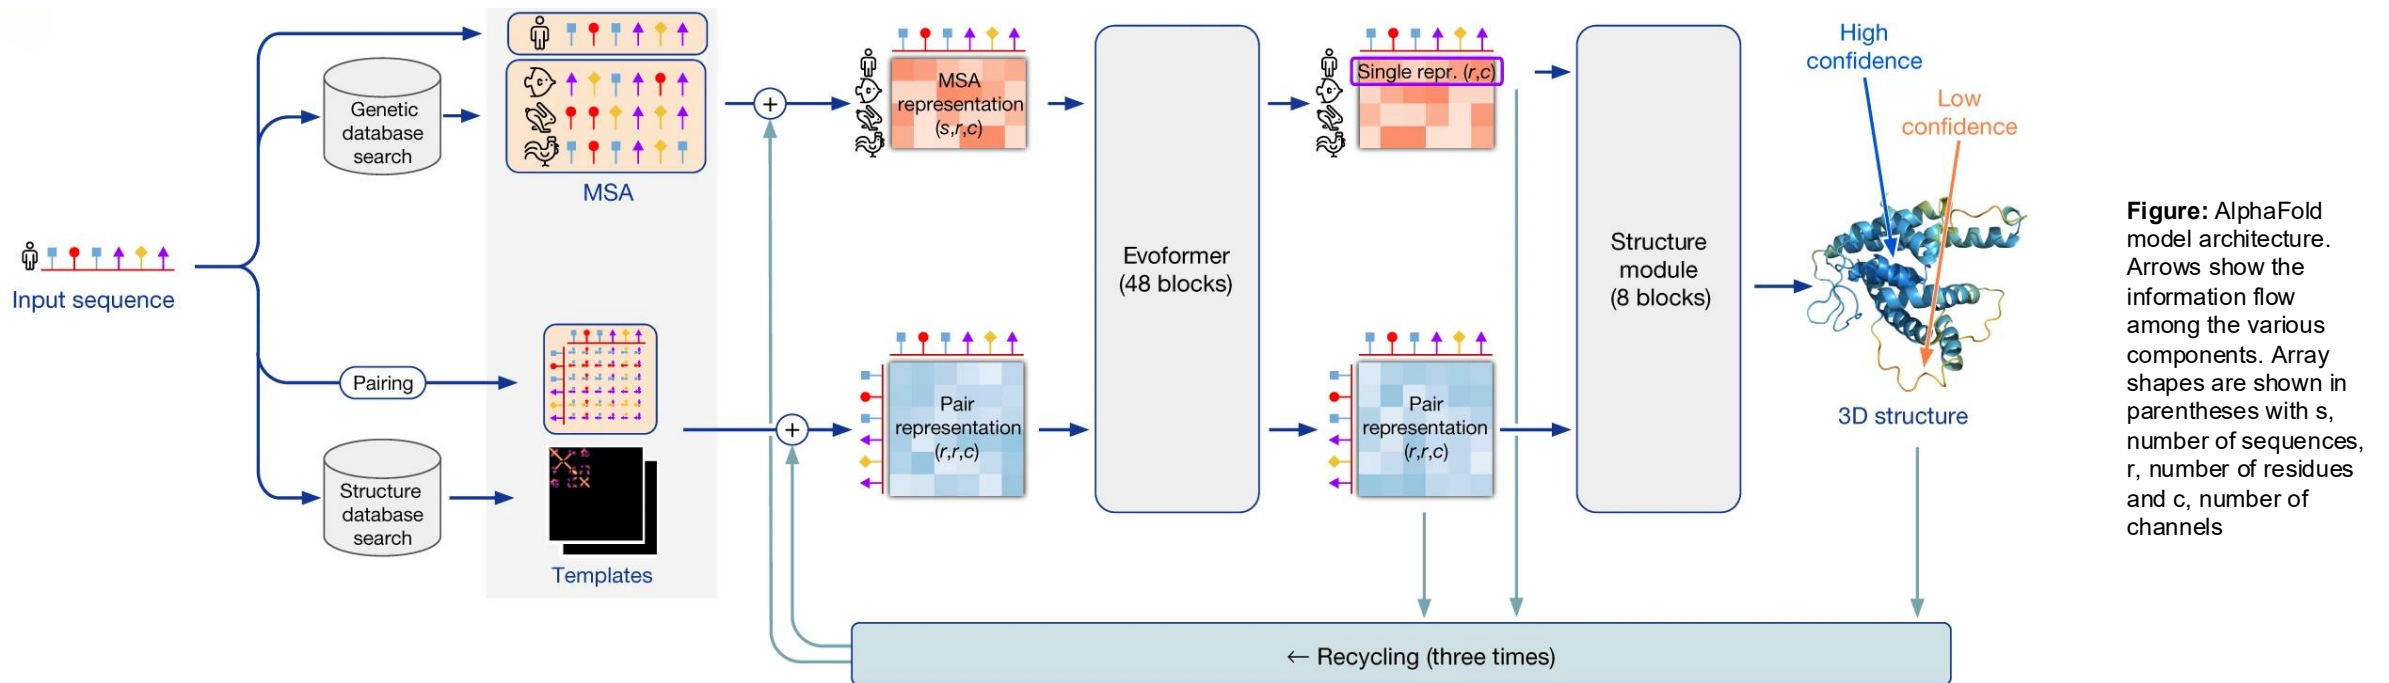 Input sequence
Genetic
database
search
Pairing
Structure
database
search
MSA
Templates
+
+
MSA
representation
(s,r,c)
Pair
representation
(r,r,c)
Evoformer
(48 blocks)
Single repr. (r,c)
Pair
representation
(r,r,c)
Structure
module
(8 blocks)
High
confidence
Low
confidence
3D structure
← Recycling (three times)
Figure: AlphaFold
model architecture.
Arrows show the
information flow
among the various
components. Array
shapes are shown in
parentheses with s,
number of sequences,
r, number of residues
and c, number of
channels